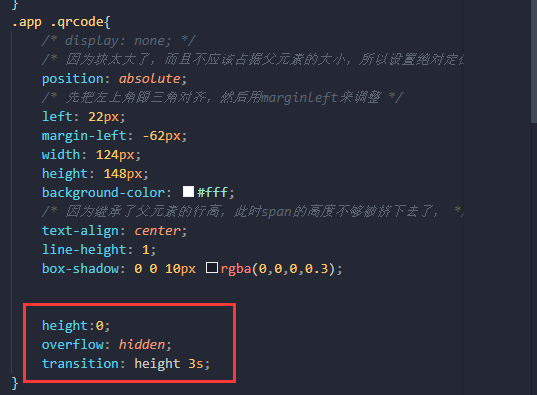 }
.app .qrcode{
/* display: none; */
/* 因为块太大了，而且不应该占据父元素的大小，所以设置绝对定
position: absolute;
/* 先把左上角跟三角对齐，然后用marginleft来调整 */
left: 22px;
margin-left: -62px;
width: 124px;
height: 148px;
background-color: #fff;
/* 因为继承了父元素的行高，此时span的高度不够被挤下去了， */
text-align: center;
line-height: 1;
box-shadow: 0 0 10px rgba(0,0,0,0.3);
height:0;
overflow: hidden;
transition: height 3s;
}